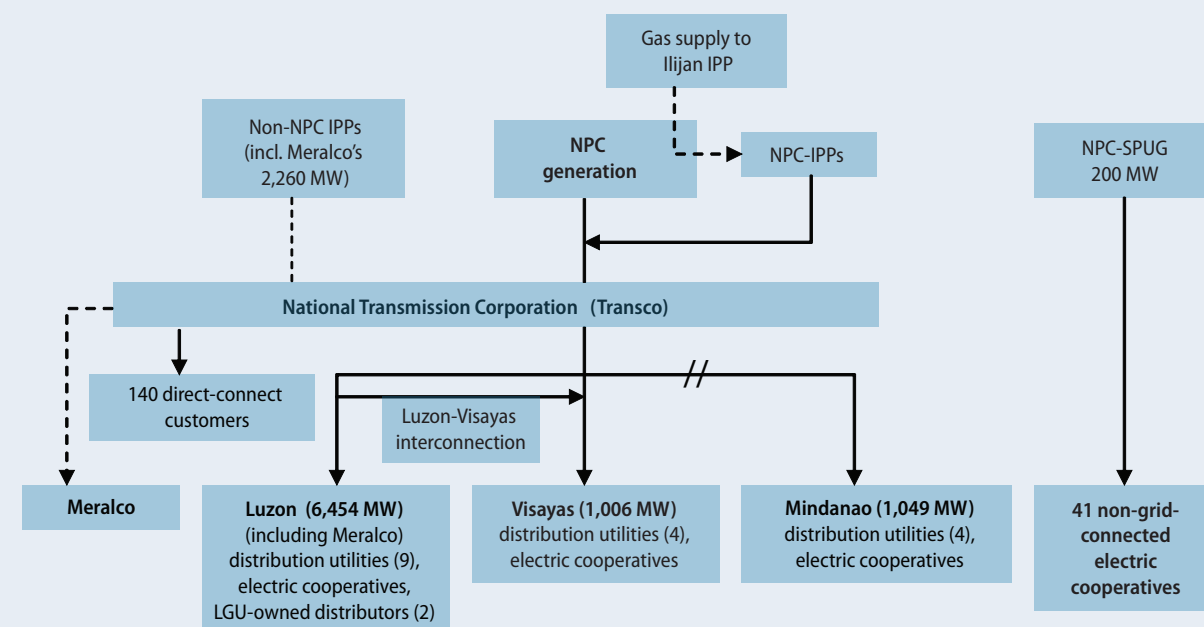 Gas supply to
Ilijan IPP
Non-NPC IPPs
(incl. Meralco’s
2,260 MW)
NPC
generation
NPC-IPPs
NPC-SPUG
200 MW
National Transmission Corporation (Transco)
140 direct-connect
customers
Luzon-Visayas
interconnection
Meralco
Luzon (6,454 MW)
(including Meralco)
distribution utilities (9),
electric cooperatives,
LGU-owned distributors (2)
Visayas (1,006 MW)
distribution utilities (4),
electric cooperatives
Mindanao (1,049 MW)
distribution utilities (4),
electric cooperatives
41 non-grid-
connected
electric
cooperatives